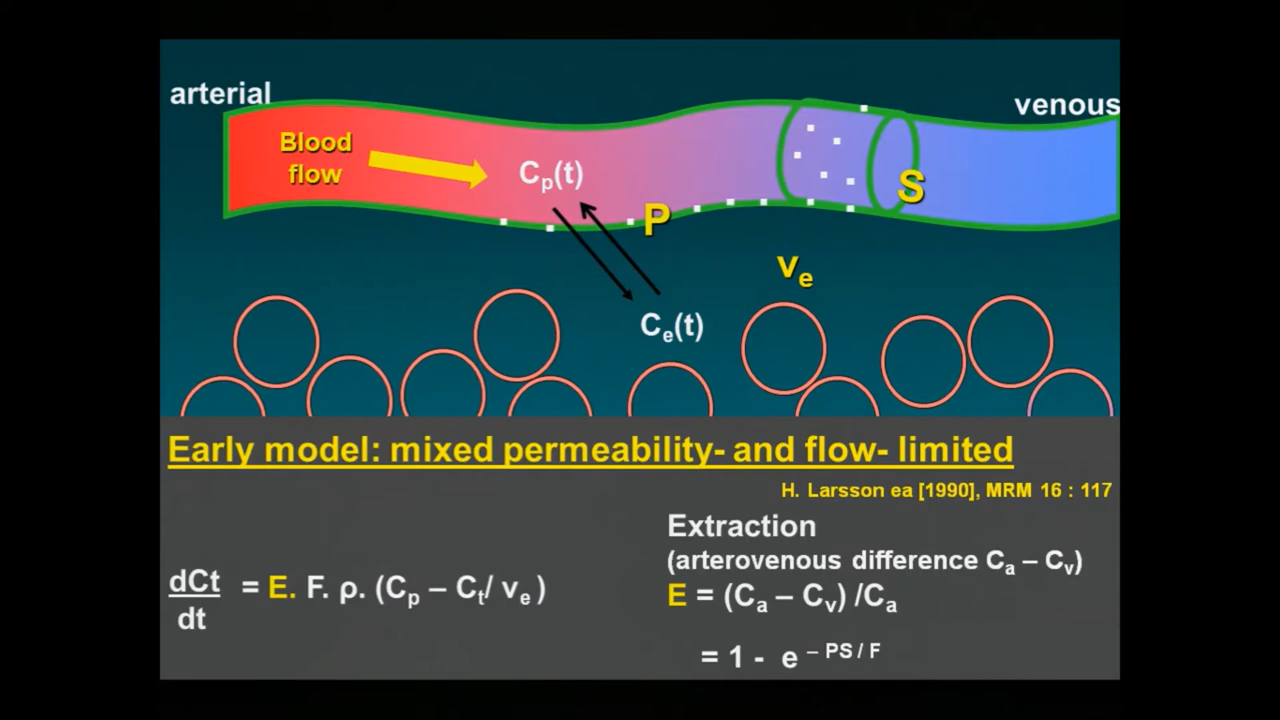 arterial
venous
Blood
flow
Cp(t)
S
P
ve
Ce(t)
Early model: mixed permeability- and flow- limited
H. Larsson ea [1990], MRM 16 : 117
Extraction
(arterovenous difference Ca – Cv)
dCt/dt = E. F. ρ. (Cp – Ct/ ve )
E = (Ca – Cv) /Ca
= 1 - e – PS / F